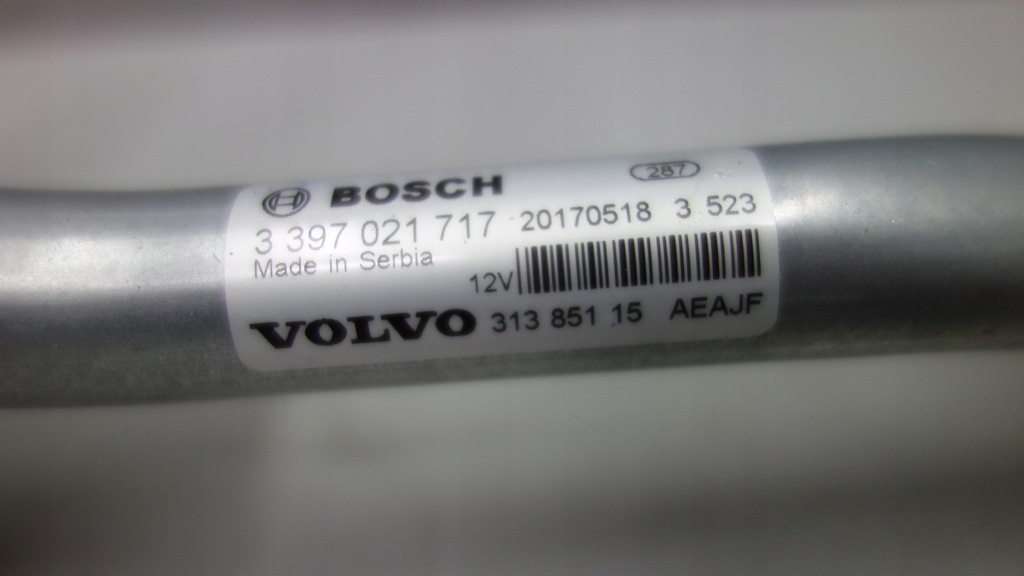 BOSCH 287
3 397 021 717 20170518 3 523
Made in Serbia
12V
VOLVO 313 851 15 AEAJF